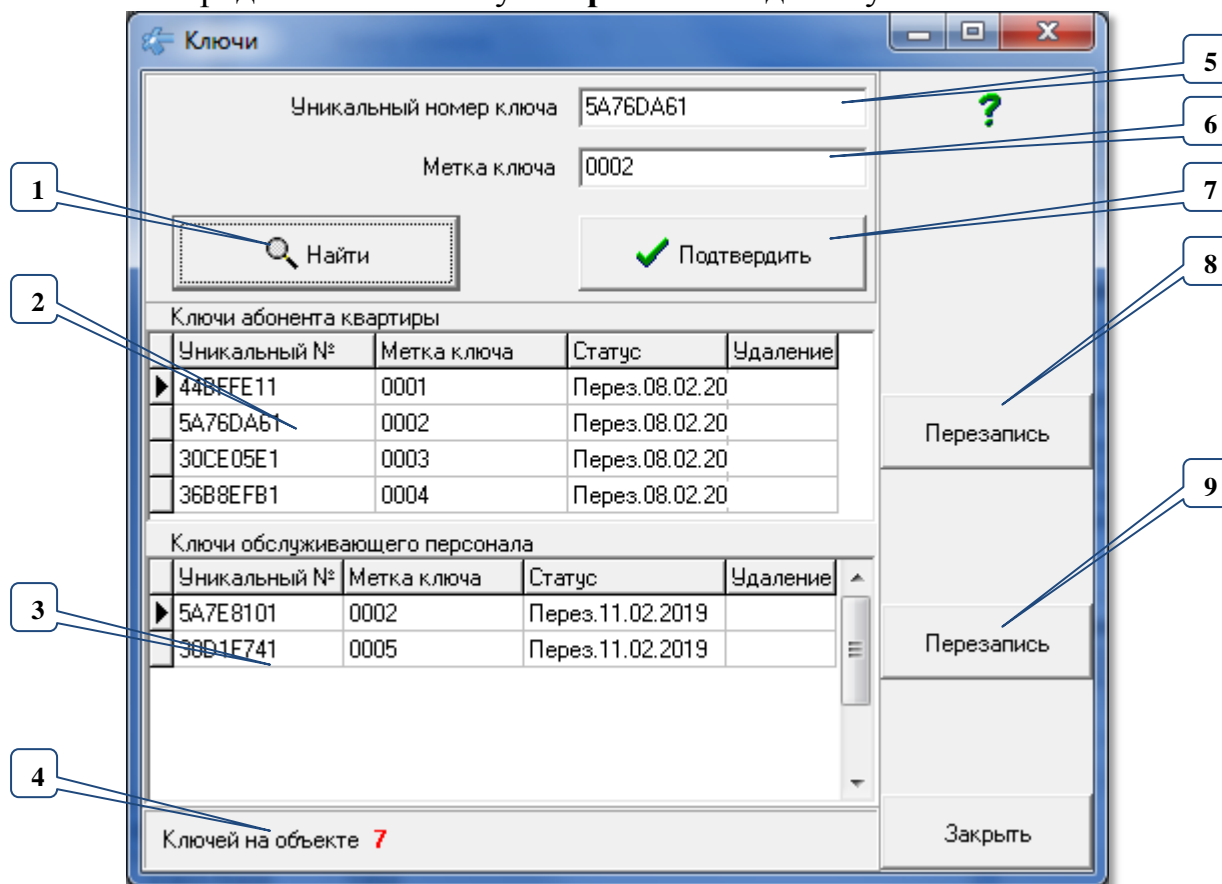 Ключи
Уникальный номер ключа 5A76DA61 ?
Метка ключа 0002
Найти Подтвердить
Ключи абонента квартиры
Уникальный № Метка ключа Статус Удаление
44BFFE11 0001 Перез.08.02.20
5A76DA61 0002 Перез.08.02.20
30CE05E1 0003 Перез.08.02.20
36B8EFB1 0004 Перез.08.02.20
Перезапись
Ключи обслуживающего персонала
Уникальный № Метка ключа Статус Удаление
5A7E8101 0002 Перез.11.02.2019
30D1F741 0005 Перез.11.02.2019
Перезапись
Ключей на объекте 7
Закрыть
1
2
3
4
5
6
7
8
9